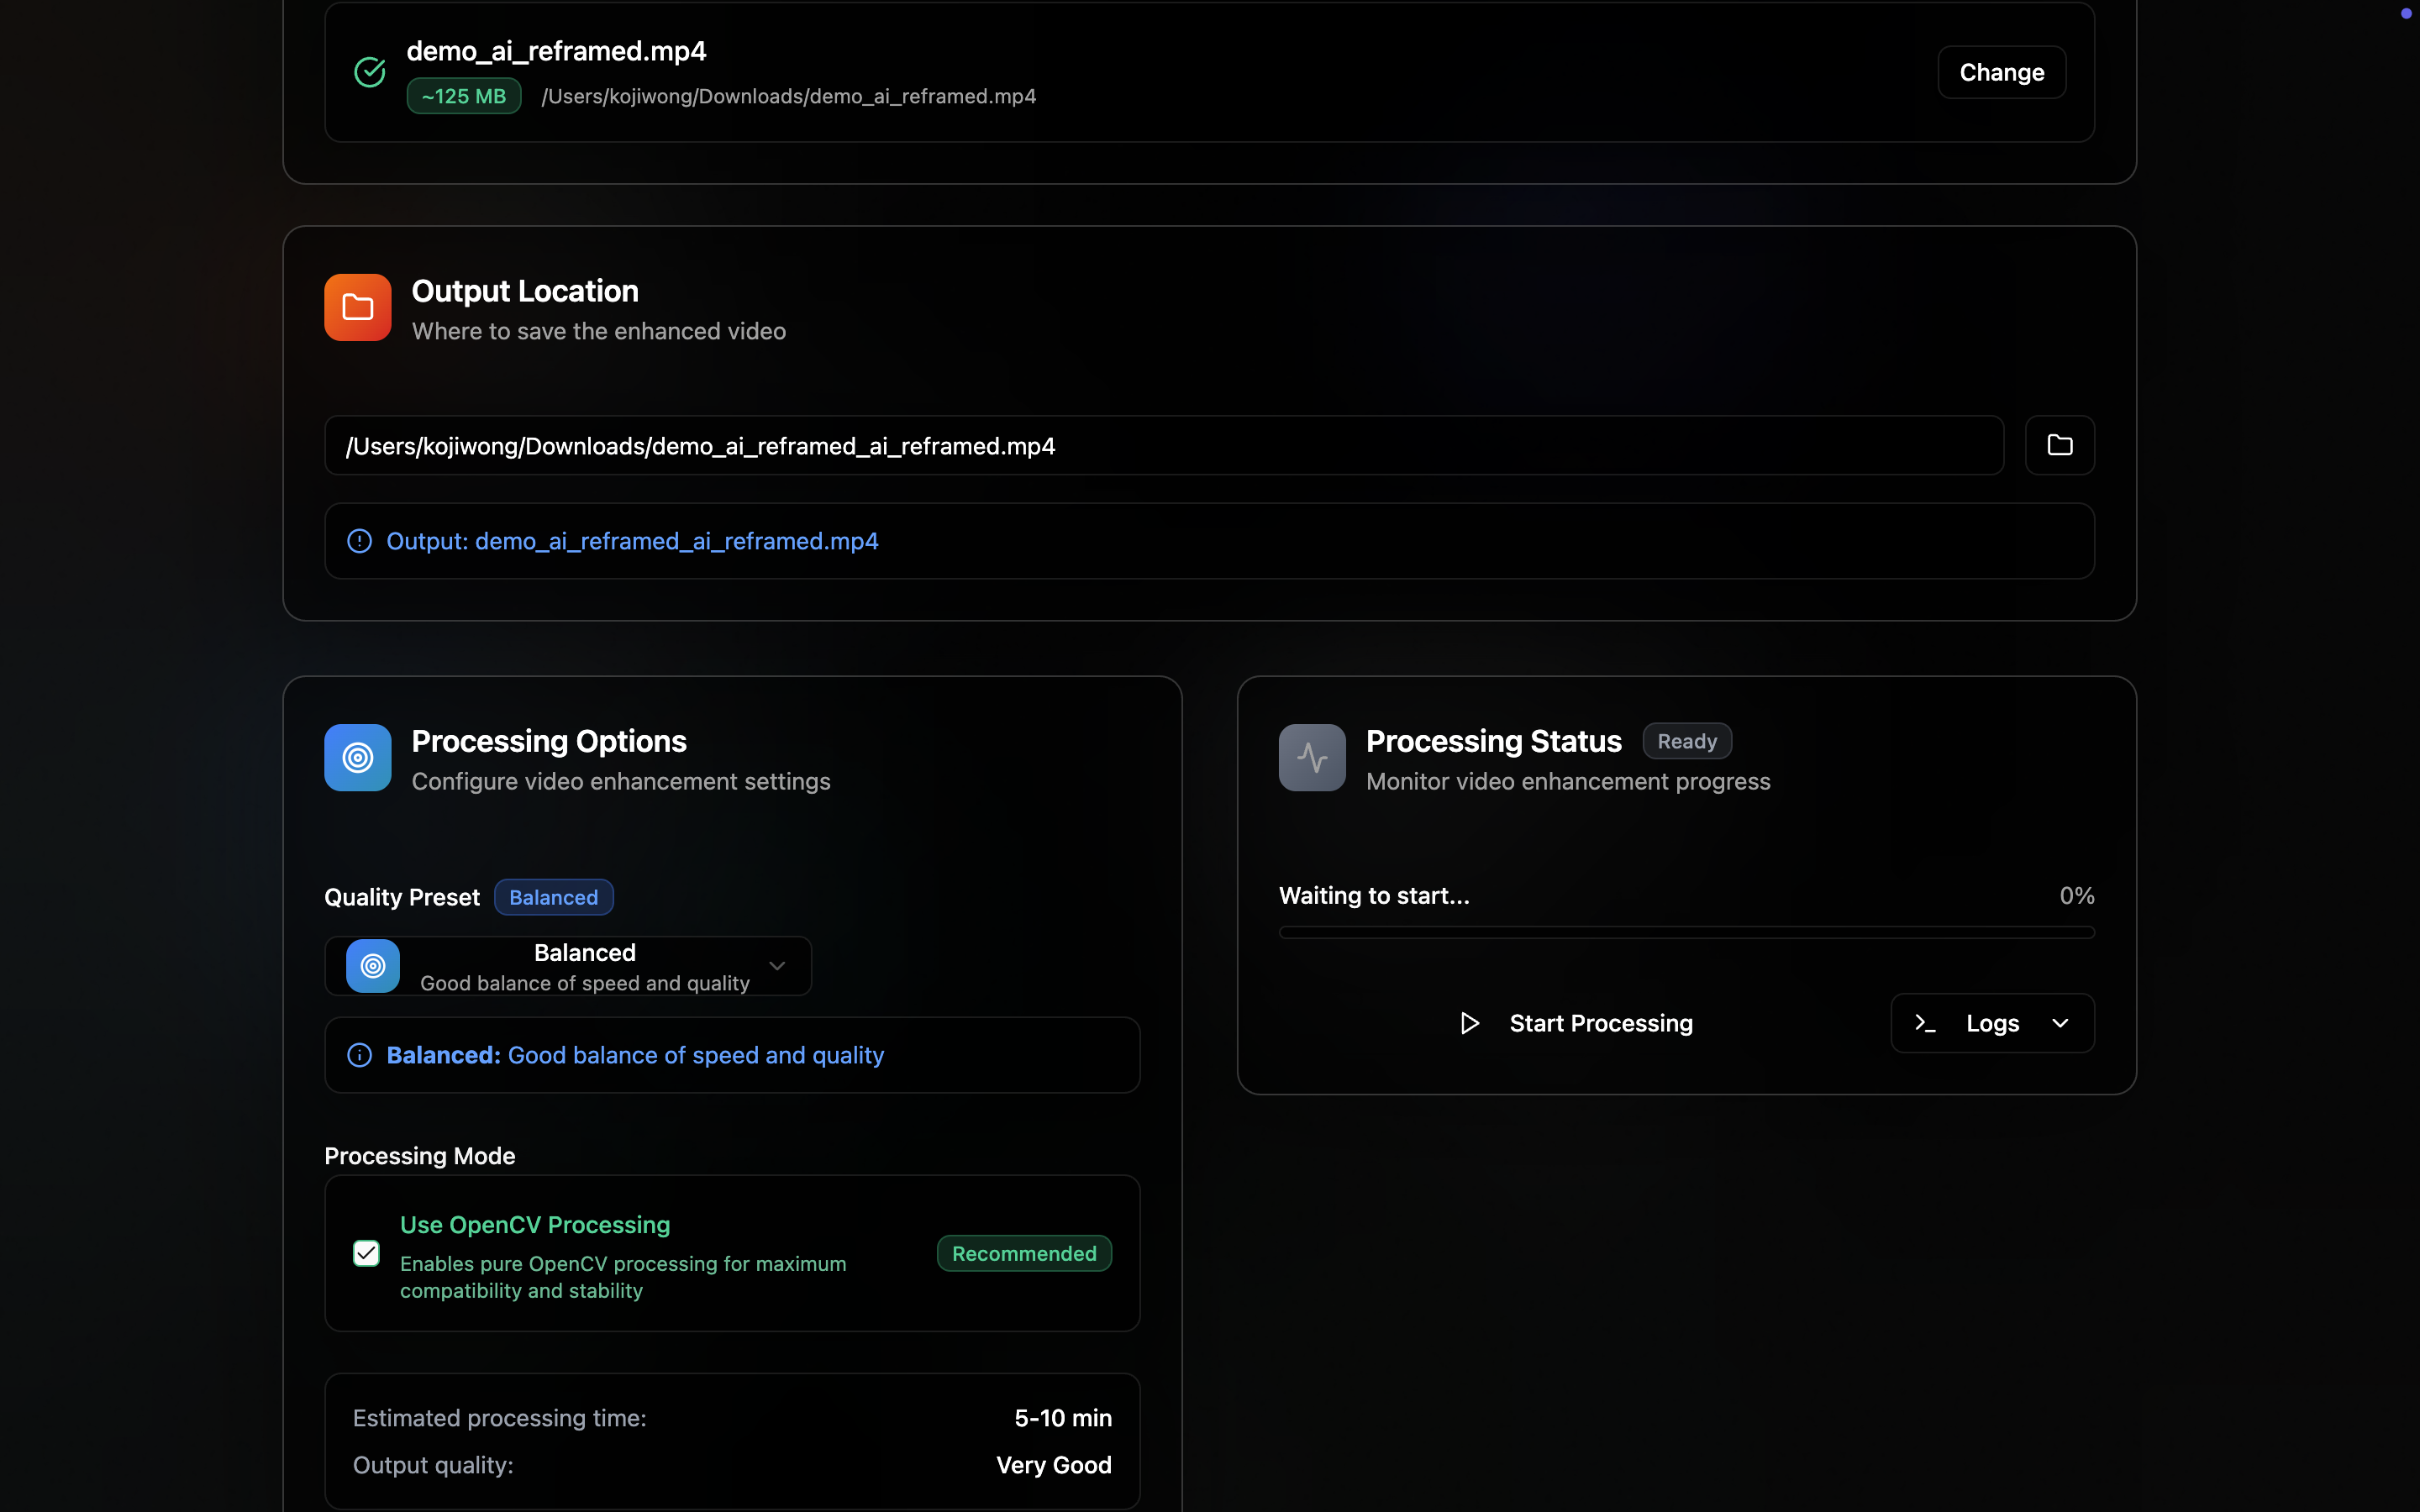 demo_ai_reframed.mp4
~125 MB /Users/kojiwong/Downloads/demo_ai_reframed.mp4
Change
Output Location
Where to save the enhanced video
/Users/kojiwong/Downloads/demo_ai_reframed_ai_reframed.mp4
Output: demo_ai_reframed_ai_reframed.mp4
Processing Options
Configure video enhancement settings
Quality Preset Balanced
Balanced
Good balance of speed and quality
Balanced: Good balance of speed and quality
Processing Mode
Use OpenCV Processing
Enables pure OpenCV processing for maximum
compatibility and stability
Recommended
Estimated processing time: 5-10 min
Output quality: Very Good
Processing Status Ready
Monitor video enhancement progress
Waiting to start... 0%
Start Processing
Logs